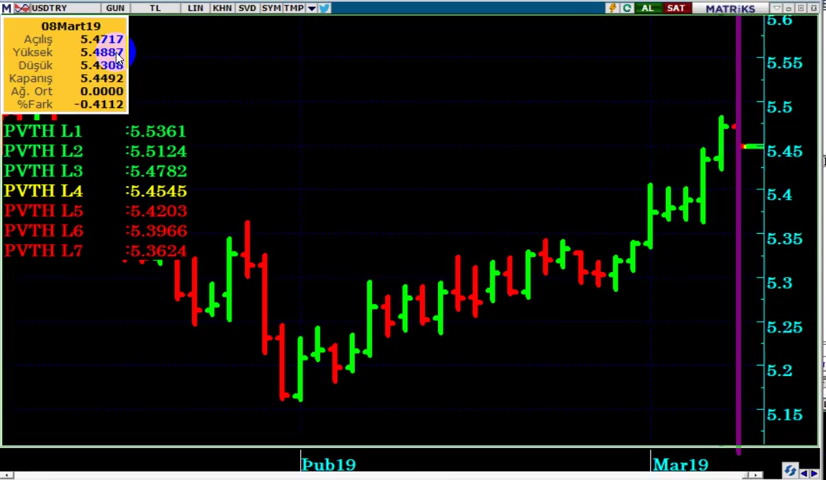 M USDTRY GUN TL LIN KHN SVD SYM TMP AL SAT MATRiKS
08Mart19
Açılış 5.4717
Yüksek 5.4887
Düşük 5.4308
Kapanış 5.4492
Ağ. Ort 0.0000
%Fark -0.4112
PVTH L1 :5.5361
PVTH L2 :5.5124
PVTH L3 :5.4782
PVTH L4 :5.4545
PVTH L5 :5.4203
PVTH L6 :5.3966
PVTH L7 :5.3624
5.6
5.55
5.5
5.45
5.4
5.35
5.3
5.25
5.2
5.15
Þub19 Mar19